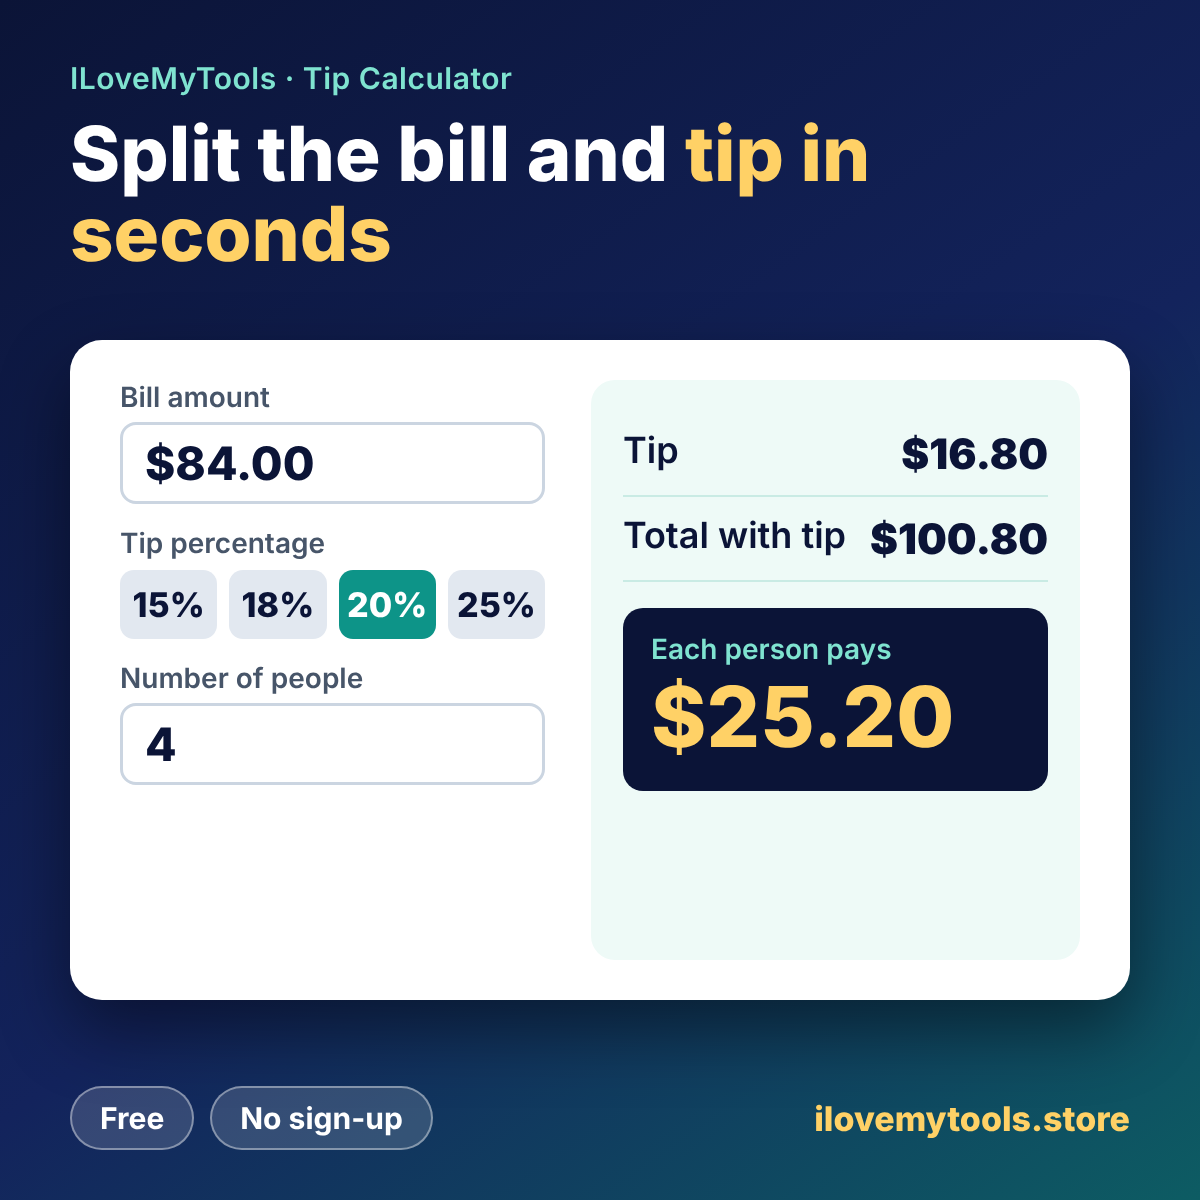 ILoveMyTools · Tip Calculator
Split the bill and tip in
seconds
Bill amount
$84.00
Tip percentage
15% 18% 20% 25%
Number of people
4
Tip $16.80
Total with tip $100.80
Each person pays
$25.20
Free No sign-up
ilovemytools.store